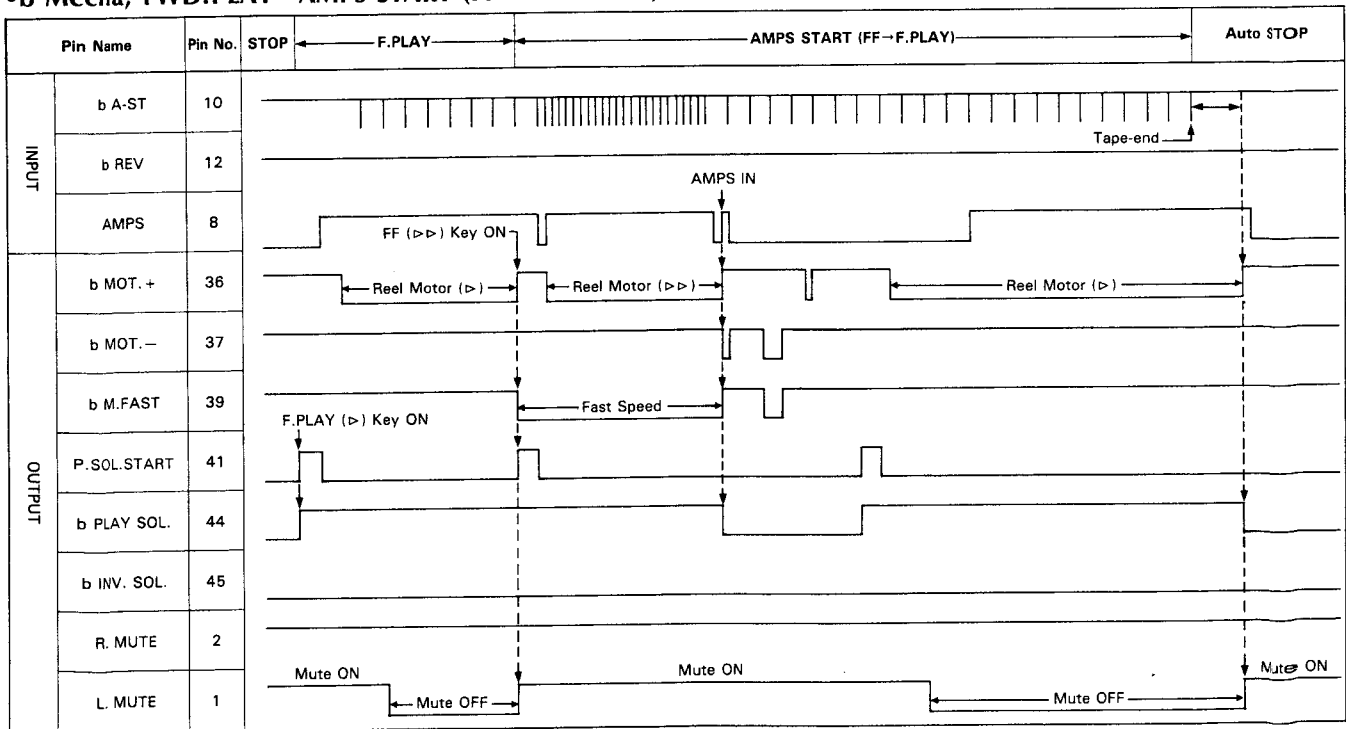 Pin Name Pin No. STOP F.PLAY AMPS START (FF→F.PLAY) Auto STOP
INPUT
b A-ST 10
Tape-end
b REV 12
AMPS IN
AMPS 8
FF (▷▷) Key ON
OUTPUT
b MOT. + 36 Reel Motor (▷) Reel Motor (▷▷) Reel Motor (▷)
b MOT. − 37
b M.FAST 39 Fast Speed
F.PLAY (▷) Key ON
P.SOL.START 41
b PLAY SOL. 44
b INV. SOL. 45
R. MUTE 2
Mute ON Mute ON Mute ON
L. MUTE 1 Mute OFF Mute OFF